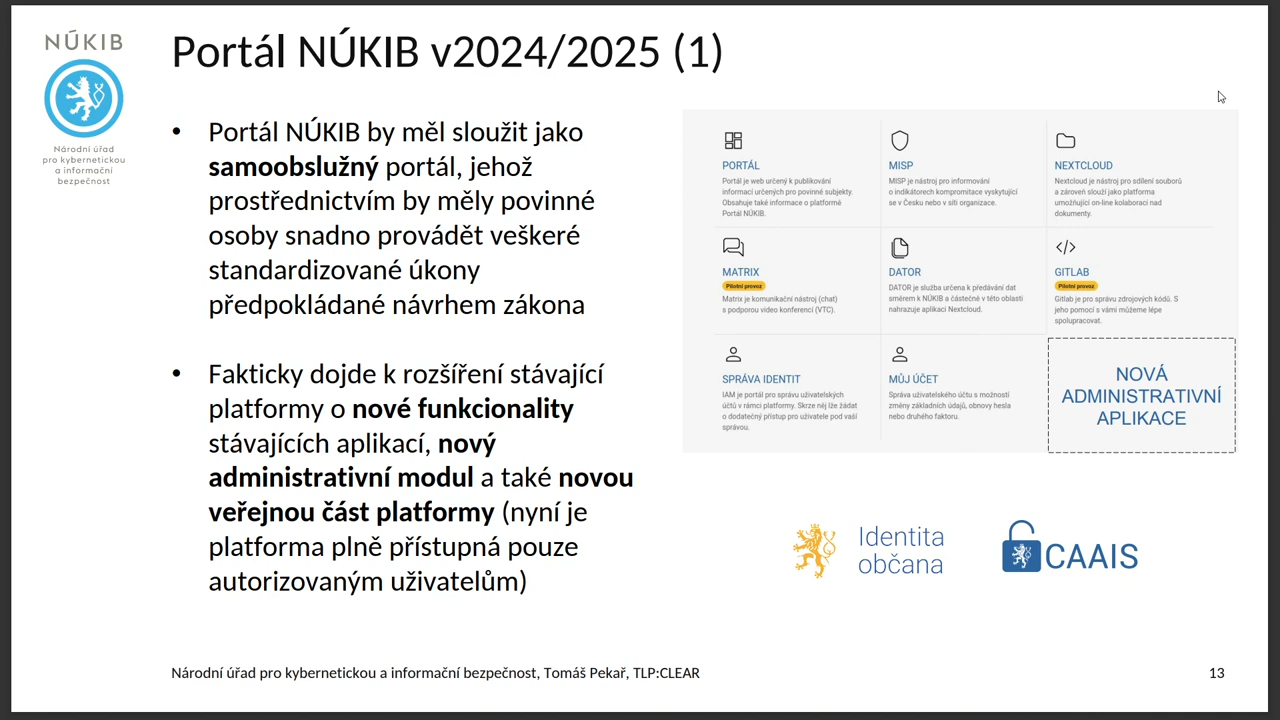 NÚKIB
Národní úřad
pro kybernetickou
a informační
bezpečnost
Portál NÚKIB v2024/2025 (1)
• Portál NÚKIB by měl sloužit jako
samoobslužný portál, jehož
prostřednictvím by měly povinné
osoby snadno provádět veškeré
standardizované úkony
předpokládané návrhem zákona
• Fakticky dojde k rozšíření stávající
platformy o nové funkcionality
stávajících aplikací, nový
administrativní modul a také novou
veřejnou část platformy (nyní je
platforma plně přístupná pouze
autorizovaným uživatelům)
PORTÁL
Portál je web určený k publikování
informací určených pro povinné subjekty.
Obsahuje také informace o platformě
Portál NÚKIB.
MISP
MISP je nástroj pro informování
o indikátorech kompromitace vyskytující
se v Česku nebo v síti organizace.
NEXTCLOUD
Nextcloud je nástroj pro sdílení souborů
a zároveň slouží jako platforma
umožňující on-line kolaboraci nad
dokumenty.
MATRIX
Pilotní provoz
Matrix je komunikační nástroj (chat)
s podporou video konferencí (VTC).
DATOR
DATOR je služba určena k předávání dat
směrem k NÚKIB a částečně v této oblasti
nahrazuje aplikaci Nextcloud.
GITLAB
Pilotní provoz
Gitlab je pro správu zdrojových kódů. S
jeho pomocí s vámi můžeme lépe
spolupracovat.
SPRÁVA IDENTIT
IAM je portál pro správu uživatelských
účtů v rámci platformy. Skrze něj lze žádat
o dodatečný přístup pro uživatele pod vaší
správou.
MŮJ ÚČET
Správa uživatelského účtu s možností
změny základních údajů, obnovy hesla
nebo druhého faktoru.
NOVÁ
ADMINISTRATIVNÍ
APLIKACE
Identita
občana
CAAIS
Národní úřad pro kybernetickou a informační bezpečnost, Tomáš Pekař, TLP:CLEAR
13